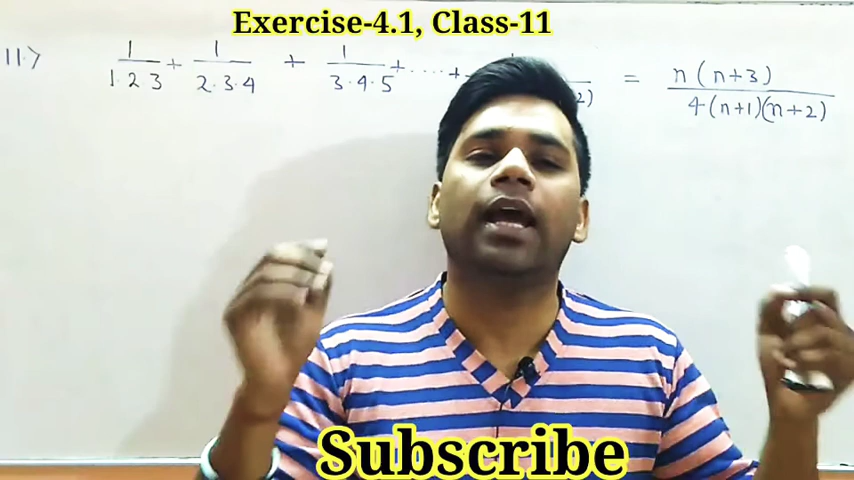 Exercise-4.1, Class-11
11.> 1/1·2·3 + 1/2·3·4 + 1/3·4·5 + ..... + 2) = n(n+3)/4(n+1)(n+2)
Subscribe